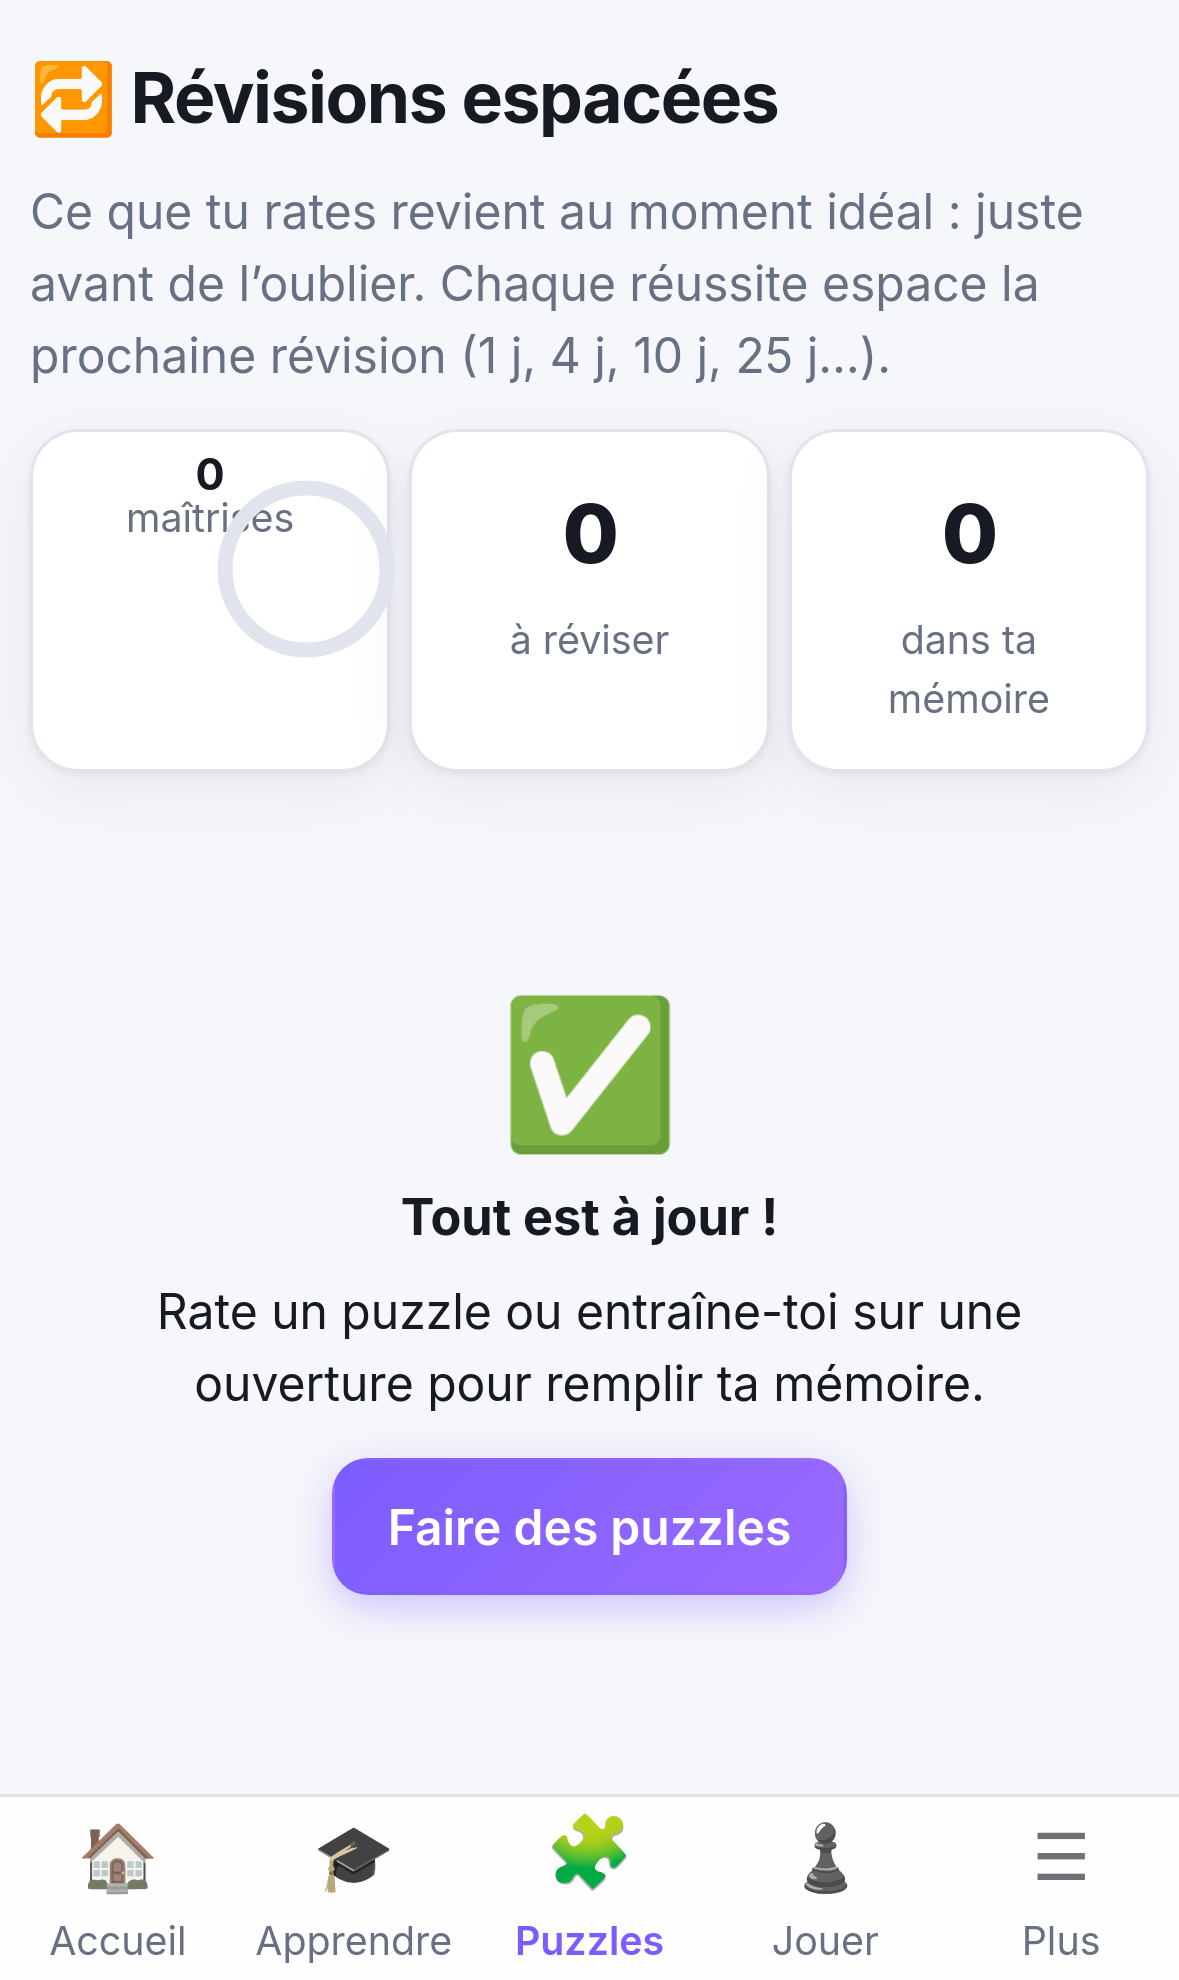 Révisions espacées
Ce que tu rates revient au moment idéal : juste
avant de l’oublier. Chaque réussite espace la
prochaine révision (1 j, 4 j, 10 j, 25 j…).
0
maîtrisés
0
à réviser
0
dans ta
mémoire
Tout est à jour !
Rate un puzzle ou entraîne-toi sur une
ouverture pour remplir ta mémoire.
Faire des puzzles
Accueil
Apprendre
Puzzles
Jouer
Plus